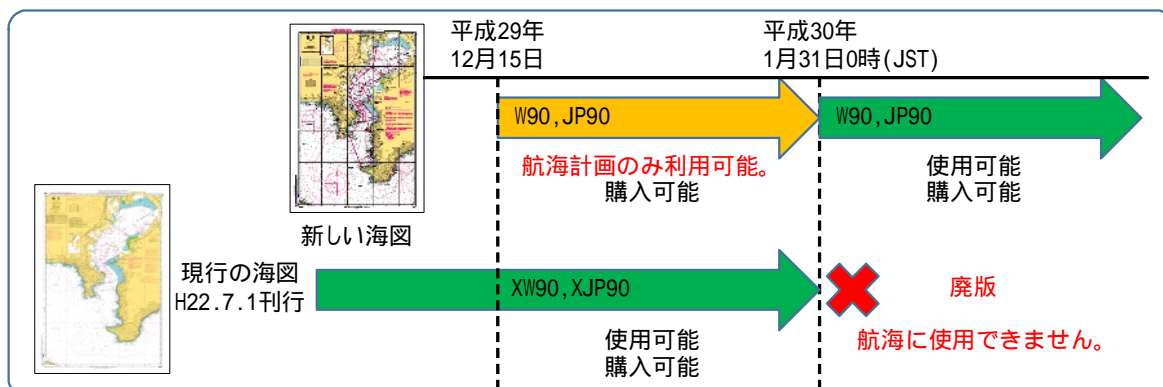 平成29年
12月15日
平成30年
1月31日0時(JST)
W90,JP90
W90,JP90
航海計画のみ利用可能。
購入可能
使用可能
購入可能
新しい海図
現行の海図
H22.7.1刊行
XW90,XJP90
廃版
使用可能
購入可能
航海に使用できません。